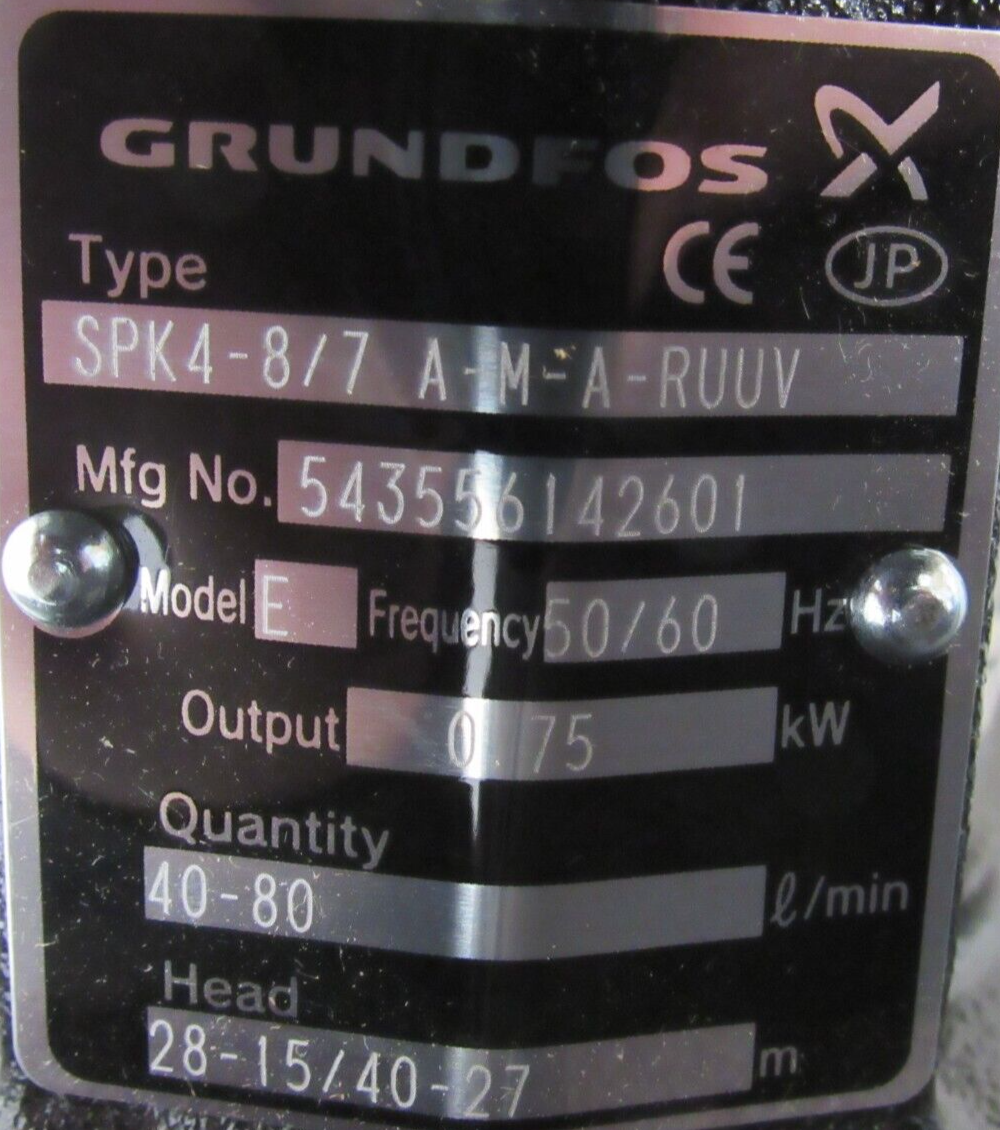 GRUNDFOS
CE JP
Type
SPK4-8/7 A-M-A-RUUV
Mfg No. 543556142601
Model E Frequency 50/60 Hz
Output 0.75 kW
Quantity
40-80 ℓ/min
Head
28-15/40-27 m